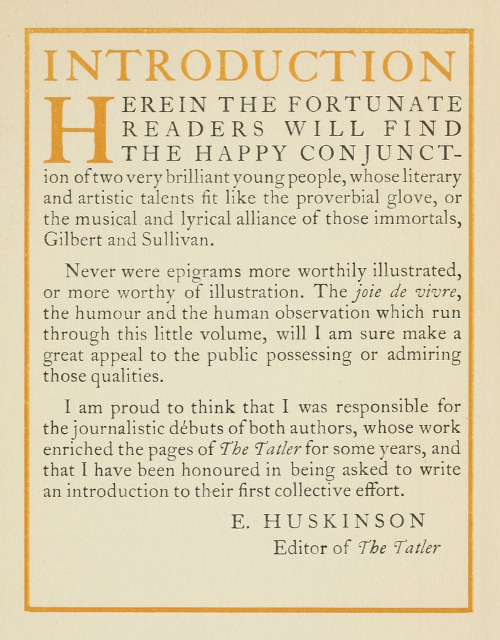 INTRODUCTION
HEREIN THE FORTUNATE
READERS WILL FIND
THE HAPPY CONJUNCT-
ion of two very brilliant young people, whose literary
and artistic talents fit like the proverbial glove, or
the musical and lyrical alliance of those immortals,
Gilbert and Sullivan.
Never were epigrams more worthily illustrated,
or more worthy of illustration. The joie de vivre,
the humour and the human observation which run
through this little volume, will I am sure make a
great appeal to the public possessing or admiring
those qualities.
I am proud to think that I was responsible for
the journalistic débuts of both authors, whose work
enriched the pages of The Tatler for some years, and
that I have been honoured in being asked to write
an introduction to their first collective effort.
E. HUSKINSON
Editor of The Tatler